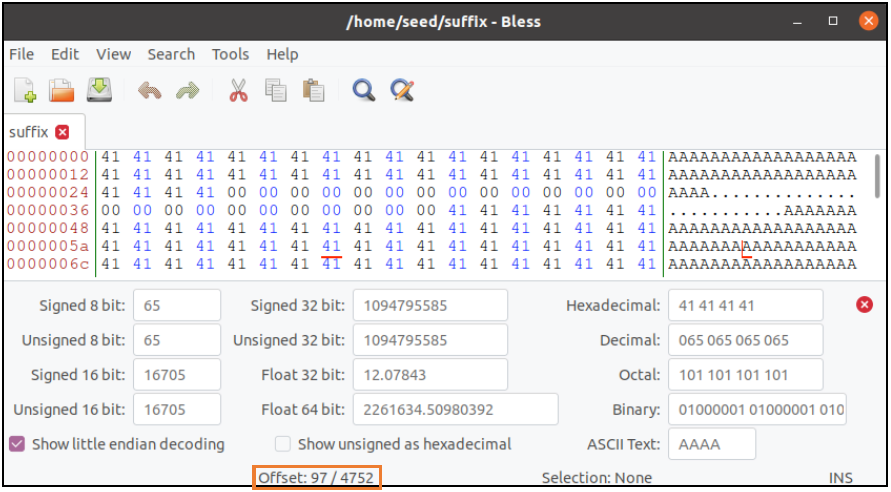 /home/seed/suffix - Bless
File Edit View Search Tools Help
suffix
00000000 41 41 41 41 41 41 41 41 41 41 41 41 41 41 41 41 41 41 AAAAAAAAAAAAAAAAAA
00000012 41 41 41 41 41 41 41 41 41 41 41 41 41 41 41 41 41 41 AAAAAAAAAAAAAAAAAA
00000024 41 41 41 41 00 00 00 00 00 00 00 00 00 00 00 00 00 00 AAAA..............
00000036 00 00 00 00 00 00 00 00 00 00 00 41 41 41 41 41 41 41 ...........AAAAAAA
00000048 41 41 41 41 41 41 41 41 41 41 41 41 41 41 41 41 41 41 AAAAAAAAAAAAAAAAAA
0000005a 41 41 41 41 41 41 41 41 41 41 41 41 41 41 41 41 41 41 AAAAAAAAAAAAAAAAAA
0000006c 41 41 41 41 41 41 41 41 41 41 41 41 41 41 41 41 41 41 AAAAAAAAAAAAAAAAAA
Signed 8 bit: 65 Signed 32 bit: 1094795585 Hexadecimal: 41 41 41 41
Unsigned 8 bit: 65 Unsigned 32 bit: 1094795585 Decimal: 065 065 065 065
Signed 16 bit: 16705 Float 32 bit: 12.07843 Octal: 101 101 101 101
Unsigned 16 bit: 16705 Float 64 bit: 2261634.50980392 Binary: 01000001 01000001 010
Show little endian decoding Show unsigned as hexadecimal ASCII Text: AAAA
Offset: 97 / 4752 Selection: None INS